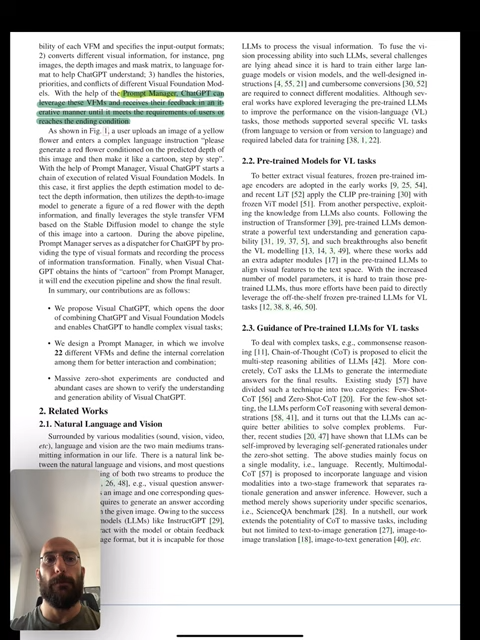 bility of each VFM and specifies the input-output formats;
2) converts different visual information, for instance, png
images, the depth images and mask matrix, to language for-
mat to help ChatGPT understand; 3) handles the histories,
priorities, and conflicts of different Visual Foundation Mod-
els. With the help of the Prompt Manager, ChatGPT can
leverage these VFMs and receives their feedback in an it-
erative manner until it meets the requirements of users or
reaches the ending condition.
As shown in Fig. 1, a user uploads an image of a yellow
flower and enters a complex language instruction "please
generate a red flower conditioned on the predicted depth of
this image and then make it like a cartoon, step by step".
With the help of Prompt Manager, Visual ChatGPT starts a
chain of execution of related Visual Foundation Models. In
this case, it first applies the depth estimation model to de-
tect the depth information, then utilizes the depth-to-image
model to generate a figure of a red flower with the depth
information, and finally leverages the style transfer VFM
based on the Stable Diffusion model to change the style
of this image into a cartoon. During the above pipeline,
Prompt Manager serves as a dispatcher for ChatGPT by pro-
viding the type of visual formats and recording the process
of information transformation. Finally, when Visual Chat-
GPT obtains the hints of "cartoon" from Prompt Manager,
it will end the execution pipeline and show the final result.
In summary, our contributions are as follows:
• We propose Visual ChatGPT, which opens the door
of combining ChatGPT and Visual Foundation Models
and enables ChatGPT to handle complex visual tasks;
• We design a Prompt Manager, in which we involve
22 different VFMs and define the internal correlation
among them for better interaction and combination;
• Massive zero-shot experiments are conducted and
abundant cases are shown to verify the understanding
and generation ability of Visual ChatGPT.
2. Related Works
2.1. Natural Language and Vision
Surrounded by various modalities (sound, vision, video,
etc), language and vision are the two main mediums trans-
mitting information in our life. There is a natural link be-
tween the natural language and visions, and most questions
ing of both two streams to produce the
, 26, 48], e.g., visual question answer-
s an image and one corresponding ques-
quires to generate an answer according
n the given image. Owing to the success
models (LLMs) like InstructGPT [29],
ract with the model or obtain feedback
age format, but it is incapable for those
LLMs to process the visual information. To fuse the vi-
sion processing ability into such LLMs, several challenges
are lying ahead since it is hard to train either large lan-
guage models or vision models, and the well-designed in-
structions [4, 55, 21] and cumbersome conversions [30, 52]
are required to connect different modalities. Although
several works have explored leveraging the pre-trained LLMs
to improve the performance on the vision-language (VL)
tasks, those methods supported several specific VL tasks
(from language to version or from version to language) and
required labeled data for training [38, 1, 22].
2.2. Pre-trained Models for VL tasks
To better extract visual features, frozen pre-trained im-
age encoders are adopted in the early works [9, 25, 54],
and recent LiT [52] apply the CLIP pre-training [30] with
frozen ViT model [51]. From another perspective, exploit-
ing the knowledge from LLMs also counts. Following the
instruction of Transformer [39], pre-trained LLMs demon-
strate a powerful text understanding and generation capa-
bility [31, 19, 37, 5], and such breakthroughs also benefit
the VL modelling [13, 14, 3, 49], where these works add
an extra adapter modules [17] in the pre-trained LLMs to
align visual features to the text space. With the increased
number of model parameters, it is hard to train those pre-
trained LLMs, thus more efforts have been paid to directly
leverage the off-the-shelf frozen pre-trained LLMs for VL
tasks [12, 38, 8, 46, 50].
2.3. Guidance of Pre-trained LLMs for VL tasks
To deal with complex tasks, e.g., commonsense reason-
ing [11], Chain-of-Thought (CoT) is proposed to elicit the
multi-step reasoning abilities of LLMs [42]. More con-
cretely, CoT asks the LLMs to generate the intermediate
answers for the final results. Existing study [57] have
divided such a technique into two categories: Few-Shot-
CoT [56] and Zero-Shot-CoT [20]. For the few-shot set-
ting, the LLMs perform CoT reasoning with several demon-
strations [58, 41], and it turns out that the LLMs can ac-
quire better abilities to solve complex problems. Fur-
ther, recent studies [20, 47] have shown that LLMs can be
self-improved by leveraging self-generated rationales under
the zero-shot setting. The above studies mainly focus on
a single modality, i.e., language. Recently, Multimodal-
CoT [57] is proposed to incorporate language and vision
modalities into a two-stage framework that separates ra-
tionale generation and answer inference. However, such a
method merely shows superiority under specific scenarios,
i.e., ScienceQA benchmark [28]. In a nutshell, our work
extends the potentiality of CoT to massive tasks, including
but not limited to text-to-image generation [27], image-to-
image translation [18], image-to-text generation [40], etc.